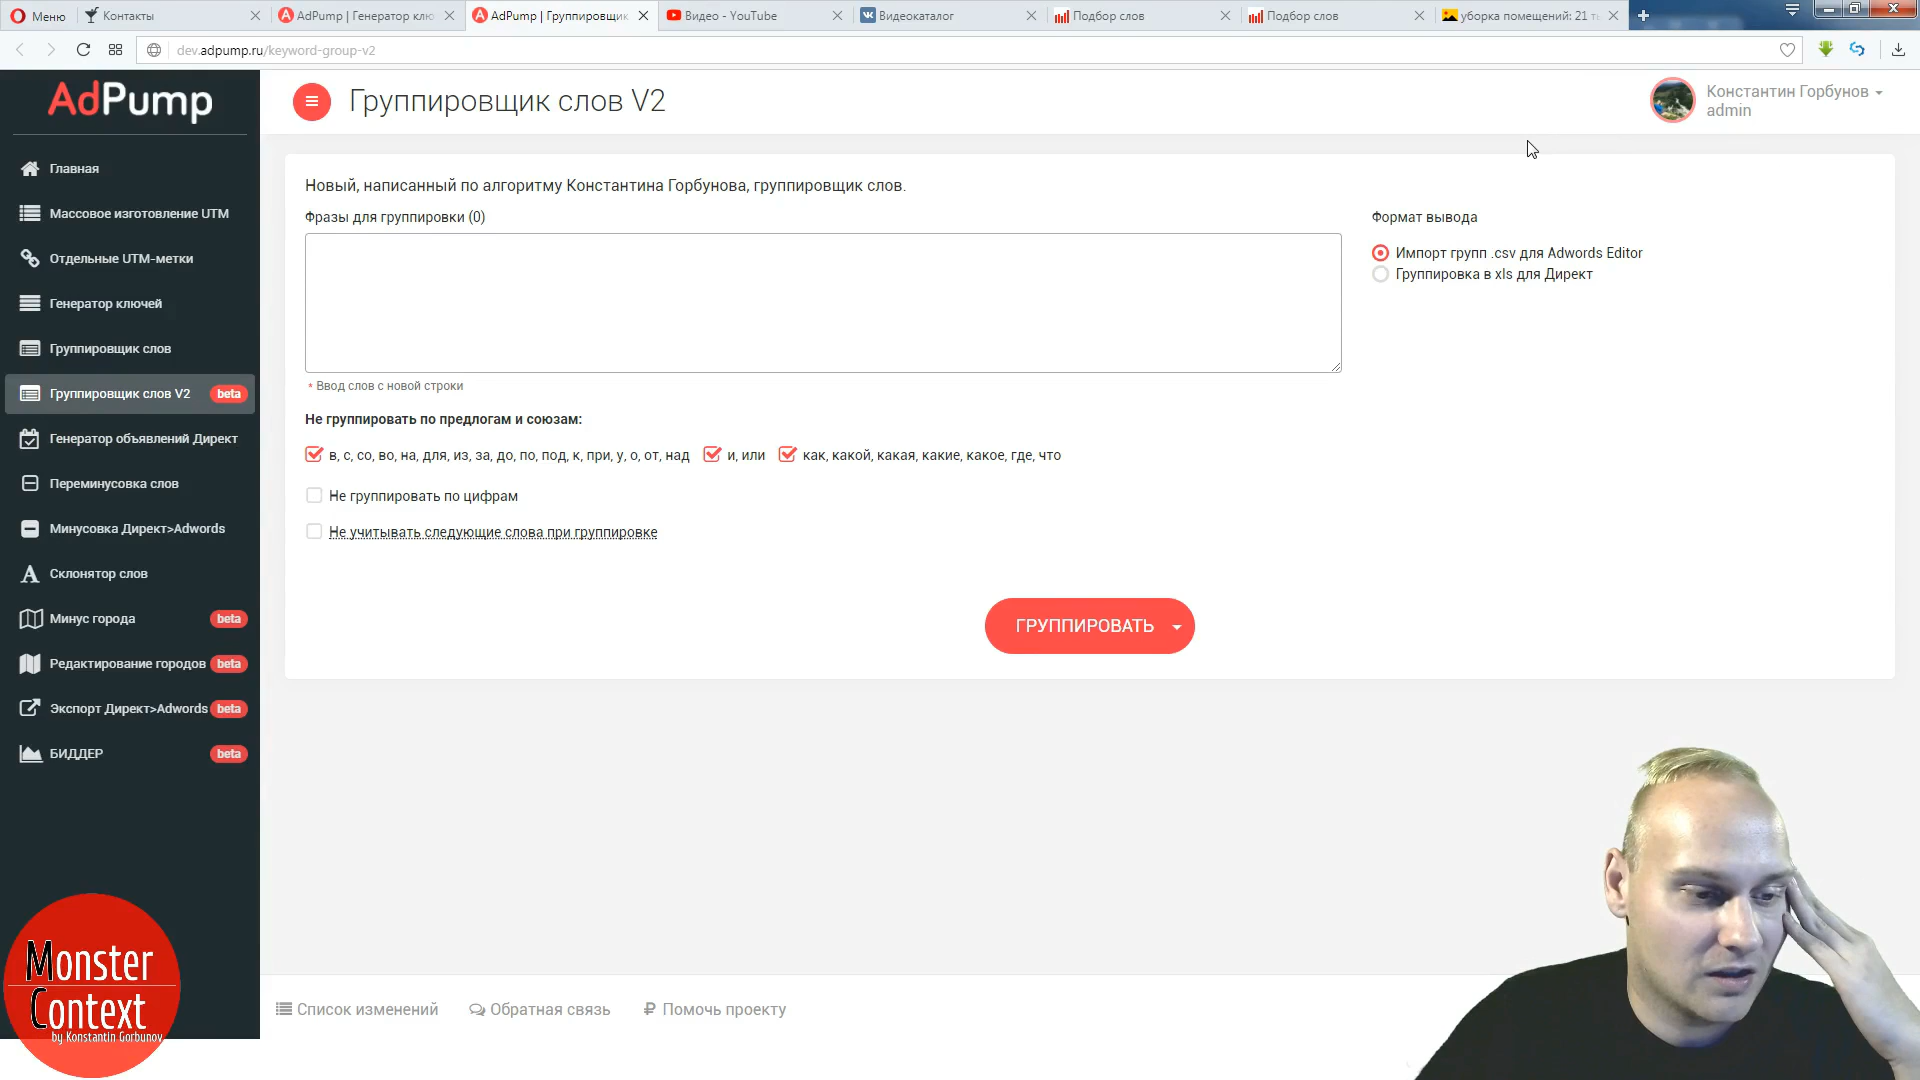 Меню
Контакты
AdPump | Генератор клю
AdPump | Группировщик
Видео - YouTube
Видеокаталог
Подбор слов
Подбор слов
уборка помещений: 21 т
dev.adpump.ru/keyword-group-v2
AdPump
Группировщик слов V2
Константин Горбунов
admin
Главная
Массовое изготовление UTM
Отдельные UTM-метки
Генератор ключей
Группировщик слов
Группировщик слов V2 beta
Генератор объявлений Директ
Переминусовка слов
Минусовка Директ>Adwords
Склонятор слов
Минус города beta
Редактирование городов beta
Экспорт Директ>Adwords beta
БИДДЕР beta
Новый, написанный по алгоритму Константина Горбунова, группировщик слов.
Фразы для группировки (0)
* Ввод слов с новой строки
Формат вывода
Импорт групп .csv для Adwords Editor
Группировка в xls для Директ
Не группировать по предлогам и союзам:
в, с, со, во, на, для, из, за, до, по, под, к, при, у, о, от, над
и, или
как, какой, какая, какие, какое, где, что
Не группировать по цифрам
Не учитывать следующие слова при группировке
ГРУППИРОВАТЬ
Список изменений
Обратная связь
Помочь проекту
Monster
Context
by Konstantin Gorbunov